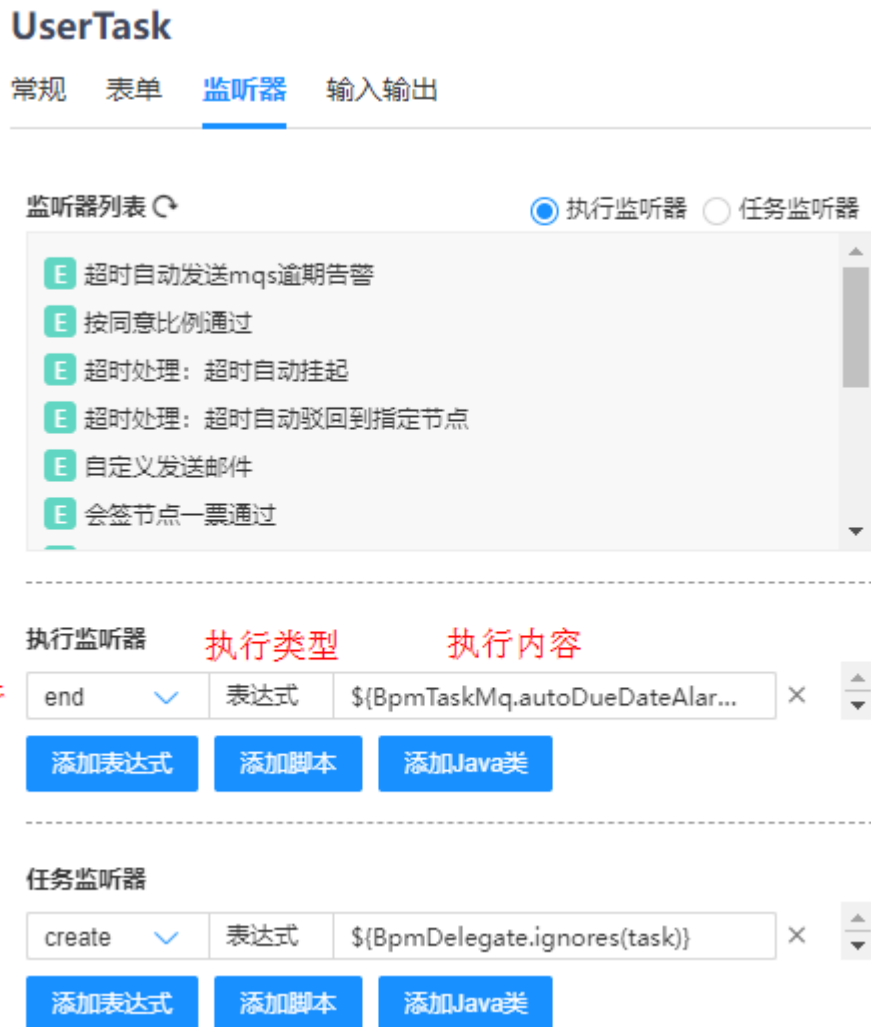 UserTask
常规 表单 监听器 输入输出
监听器列表 执行监听器 任务监听器
E 超时自动发送mqs逾期告警
E 按同意比例通过
E 超时处理：超时自动挂起
E 超时处理：超时自动驳回到指定节点
E 自定义发送邮件
E 会签节点一票通过
执行监听器 执行类型 执行内容
end 表达式 ${BpmTaskMq.autoDueDateAlar...
添加表达式 添加脚本 添加Java类
任务监听器
create 表达式 ${BpmDelegate.ignores(task)}
添加表达式 添加脚本 添加Java类